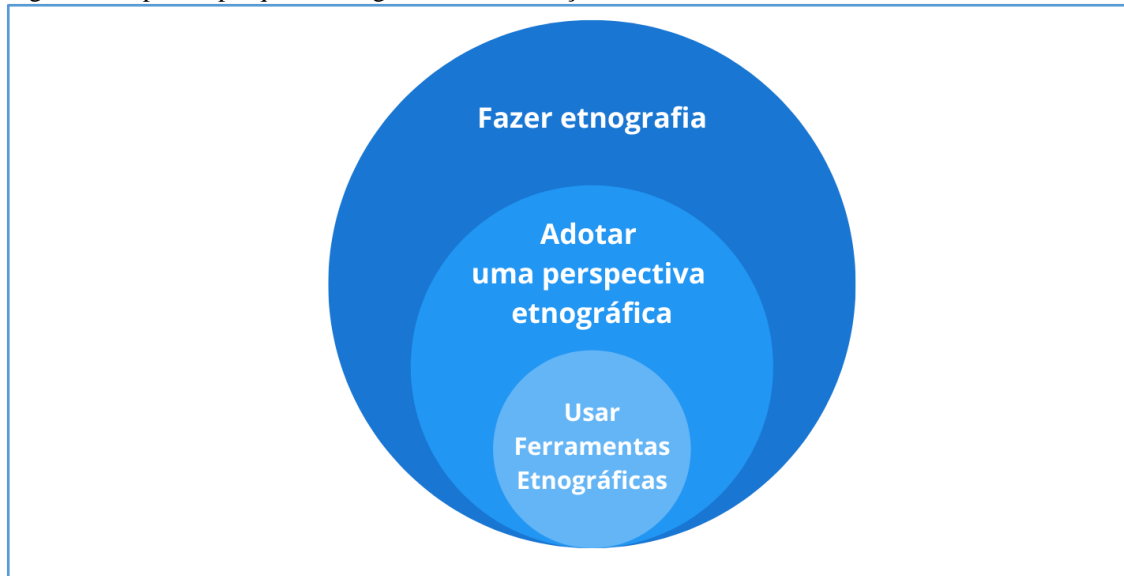 Fazer etnografia
Adotar
uma perspectiva
etnográfica
Usar
Ferramentas
Etnográficas